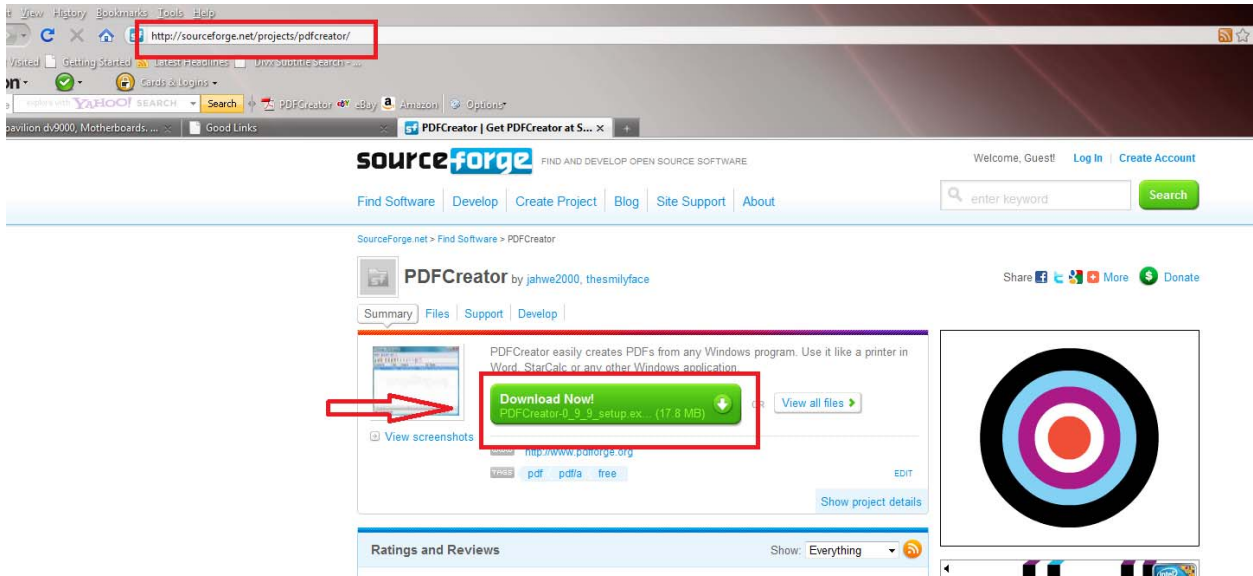 View History Bookmarks Tools Help
http://sourceforge.net/projects/pdfcreator/
Visited Getting Started Latest Headlines Divx Subtitle Search - ...
Cards & Logins
YAHOO! SEARCH Search PDFCreator eBay Amazon Options
pavilion dv9000, Motherboards. ... Good Links PDFCreator | Get PDFCreator at S...
sourceforge FIND AND DEVELOP OPEN SOURCE SOFTWARE Welcome, Guest! Log In | Create Account
Find Software Develop Create Project Blog Site Support About enter keyword Search
SourceForge.net > Find Software > PDFCreator
PDFCreator by jahwe2000, thesmilyface Share More Donate
Summary Files Support Develop
PDFCreator easily creates PDFs from any Windows program. Use it like a printer in
Word, StarCalc or any other Windows application.
Download Now!
PDFCreator-0_9_9_setup.ex... (17.8 MB) OR View all files
View screenshots
http://www.pdfforge.org
TAGS pdf pdf/a free EDIT
Show project details
Ratings and Reviews Show: Everything
(intel)